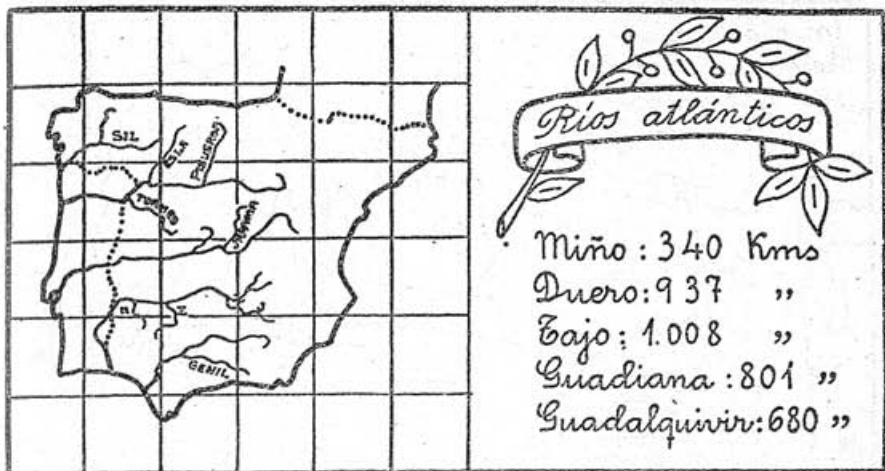 SIL
ESLA
PISUERGA
TORMES
JARAMA
Z
J
GENIL
Ríos atlánticos
Miño : 340 Kms
Duero: 937 „
Tajo : 1.008 „
Guadiana : 801 „
Guadalquivir: 680 „